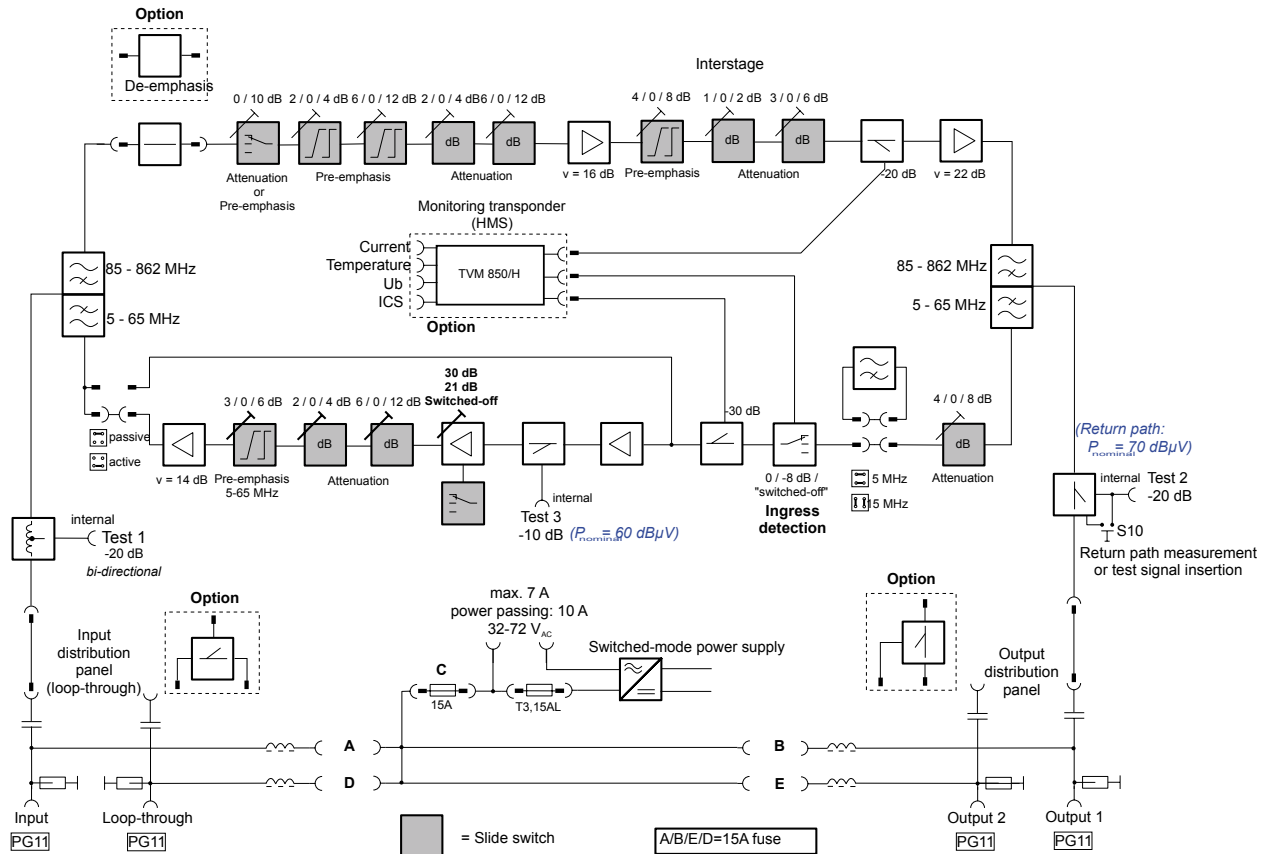 Option
De-emphasis
Interstage
0 / 10 dB
2 / 0 / 4 dB
6 / 0 / 12 dB
2 / 0 / 4 dB
6 / 0 / 12 dB
4 / 0 / 8 dB
1 / 0 / 2 dB
3 / 0 / 6 dB
dB
dB
dB
dB
Attenuation
or
Pre-emphasis
Pre-emphasis
Attenuation
v = 16 dB
Pre-emphasis
Attenuation
-20 dB
v = 22 dB
Monitoring transponder
(HMS)
Current
Temperature
Ub
ICS
TVM 850/H
Option
85 - 862 MHz
5 - 65 MHz
85 - 862 MHz
5 - 65 MHz
30 dB
21 dB
Switched-off
3 / 0 / 6 dB
2 / 0 / 4 dB
6 / 0 / 12 dB
-30 dB
4 / 0 / 8 dB
dB
dB
dB
passive
active
v = 14 dB
Pre-emphasis
5-65 MHz
Attenuation
internal
Test 3
-10 dB
(Pnominal = 60 dBµV)
0 / -8 dB /
"switched-off"
Ingress
detection
5 MHz
15 MHz
Attenuation
(Return path:
Pnominal = 70 dBµV)
internal
Test 2
-20 dB
S10
Return path measurement
or test signal insertion
internal
Test 1
-20 dB
bi-directional
Option
Input
distribution
panel
(loop-through)
max. 7 A
power passing: 10 A
32-72 VAC
Switched-mode power supply
C
15A
T3,15AL
Option
Output
distribution
panel
A
B
D
E
Input
PG11
Loop-through
PG11
= Slide switch
A/B/E/D=15A fuse
Output 2
PG11
Output 1
PG11